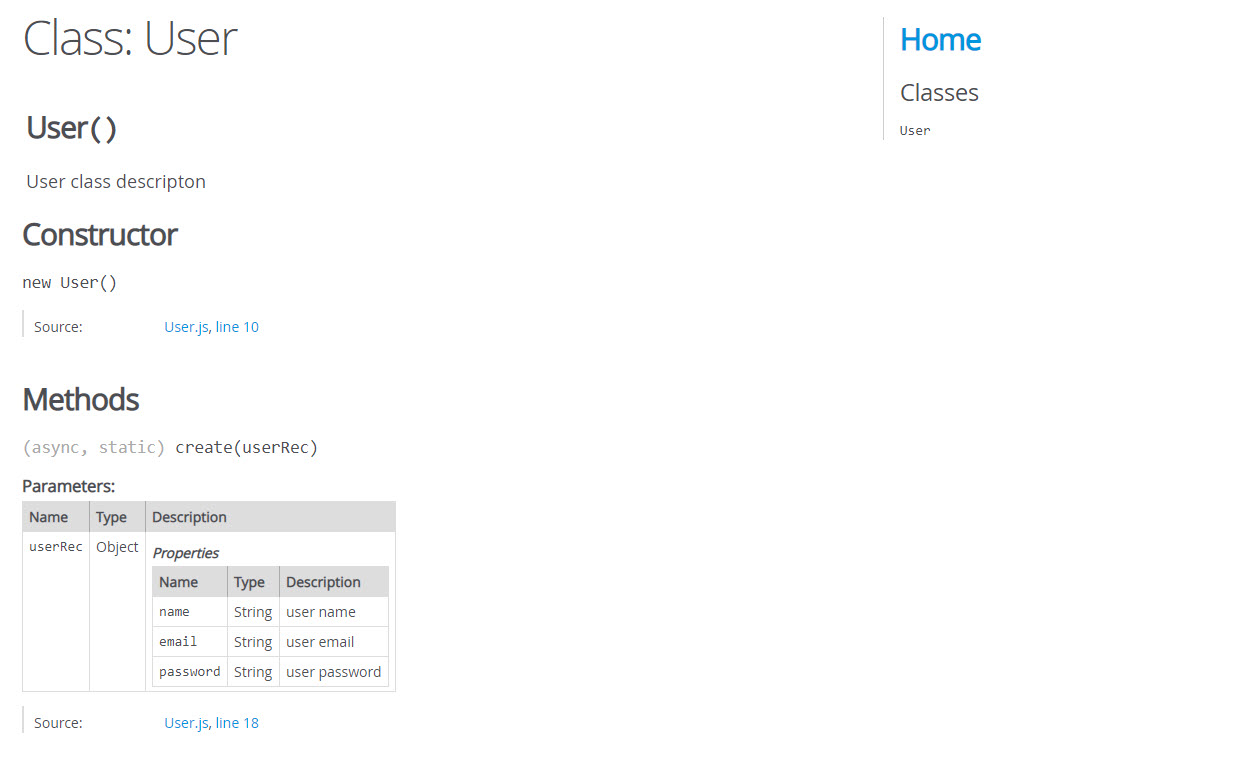 Class: User
User()
User class descripton
Constructor
new User()
Source: User.js, line 10
Methods
(async, static) create(userRec)
Parameters:
Name Type Description
userRec Object
Properties
Name Type Description
name String user name
email String user email
password String user password
Source: User.js, line 18
Home
Classes
User